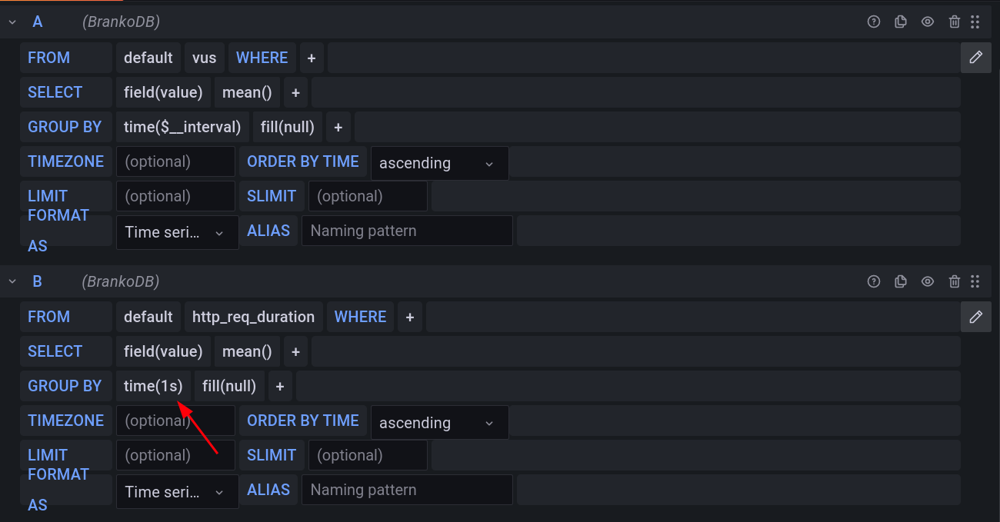 A (BrankoDB)
FROM default vus WHERE +
SELECT field(value) mean() +
GROUP BY time($__interval) fill(null) +
TIMEZONE (optional) ORDER BY TIME ascending
LIMIT (optional) SLIMIT (optional)
FORMAT AS Time seri... ALIAS Naming pattern
B (BrankoDB)
FROM default http_req_duration WHERE +
SELECT field(value) mean() +
GROUP BY time(1s) fill(null) +
TIMEZONE (optional) ORDER BY TIME ascending
LIMIT (optional) SLIMIT (optional)
FORMAT AS Time seri... ALIAS Naming pattern